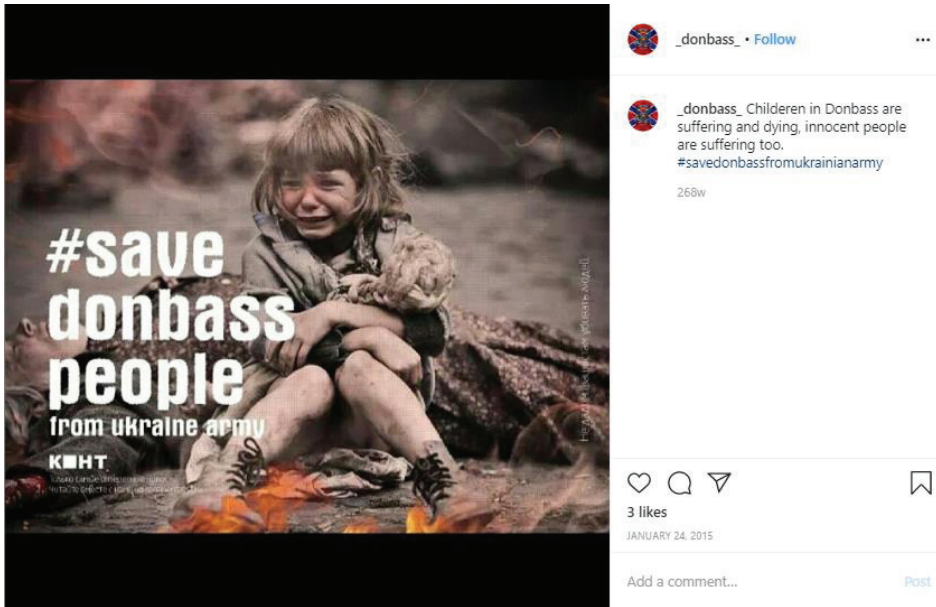 #save
donbass
people
from ukraine army
КОНТ
_donbass_ • Follow
_donbass_ Childeren in Donbass are
suffering and dying, innocent people
are suffering too.
#savedonbassfromukrainianarmy
268w
3 likes
JANUARY 24, 2015
Add a comment...
Post